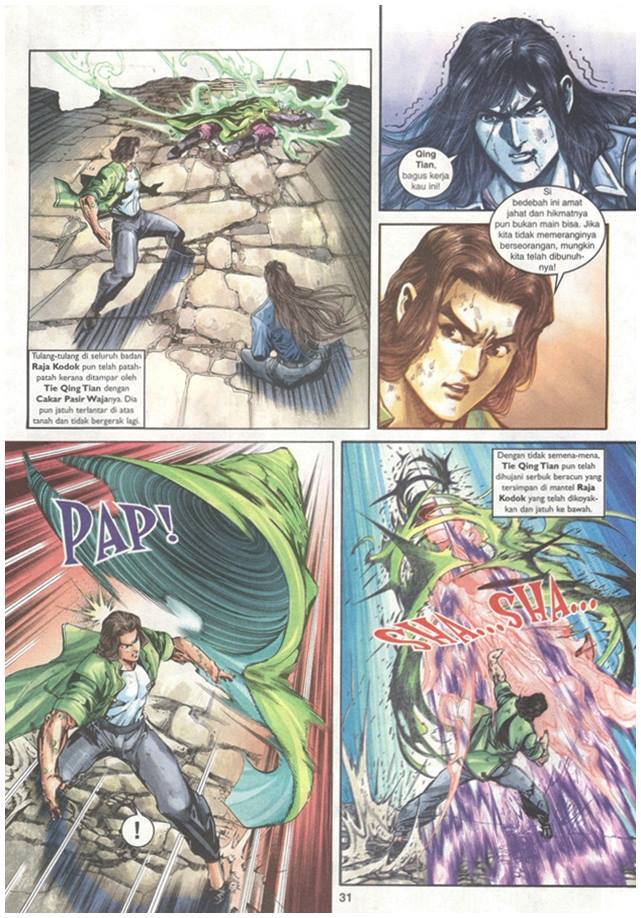 Tulang-tulang di seluruh badan
Raja Kodok pun telah patah-
patah kerana ditampar oleh
Tie Qing Tian dengan
Cakar Pasir Wajanya. Dia
pun jatuh terlantar di atas
tanah dan tidak bergerak lagi.
Qing
Tian,
bagus kerja
kau ini!
Si
bedebah ini amat
jahat dan hikmatnya
pun bukan main bisa. Jika
kita tidak memeranginya
berseorangan, mungkin
kita telah dibunuh-
nya!
PAP!
!
Dengan tidak semena-mena,
Tie Qing Tian pun telah
dihujani serbuk beracun yang
tersimpan di mantel Raja
Kodok yang telah dikoyak-
kan dan jatuh ke bawah.
SHA...SHA...
31